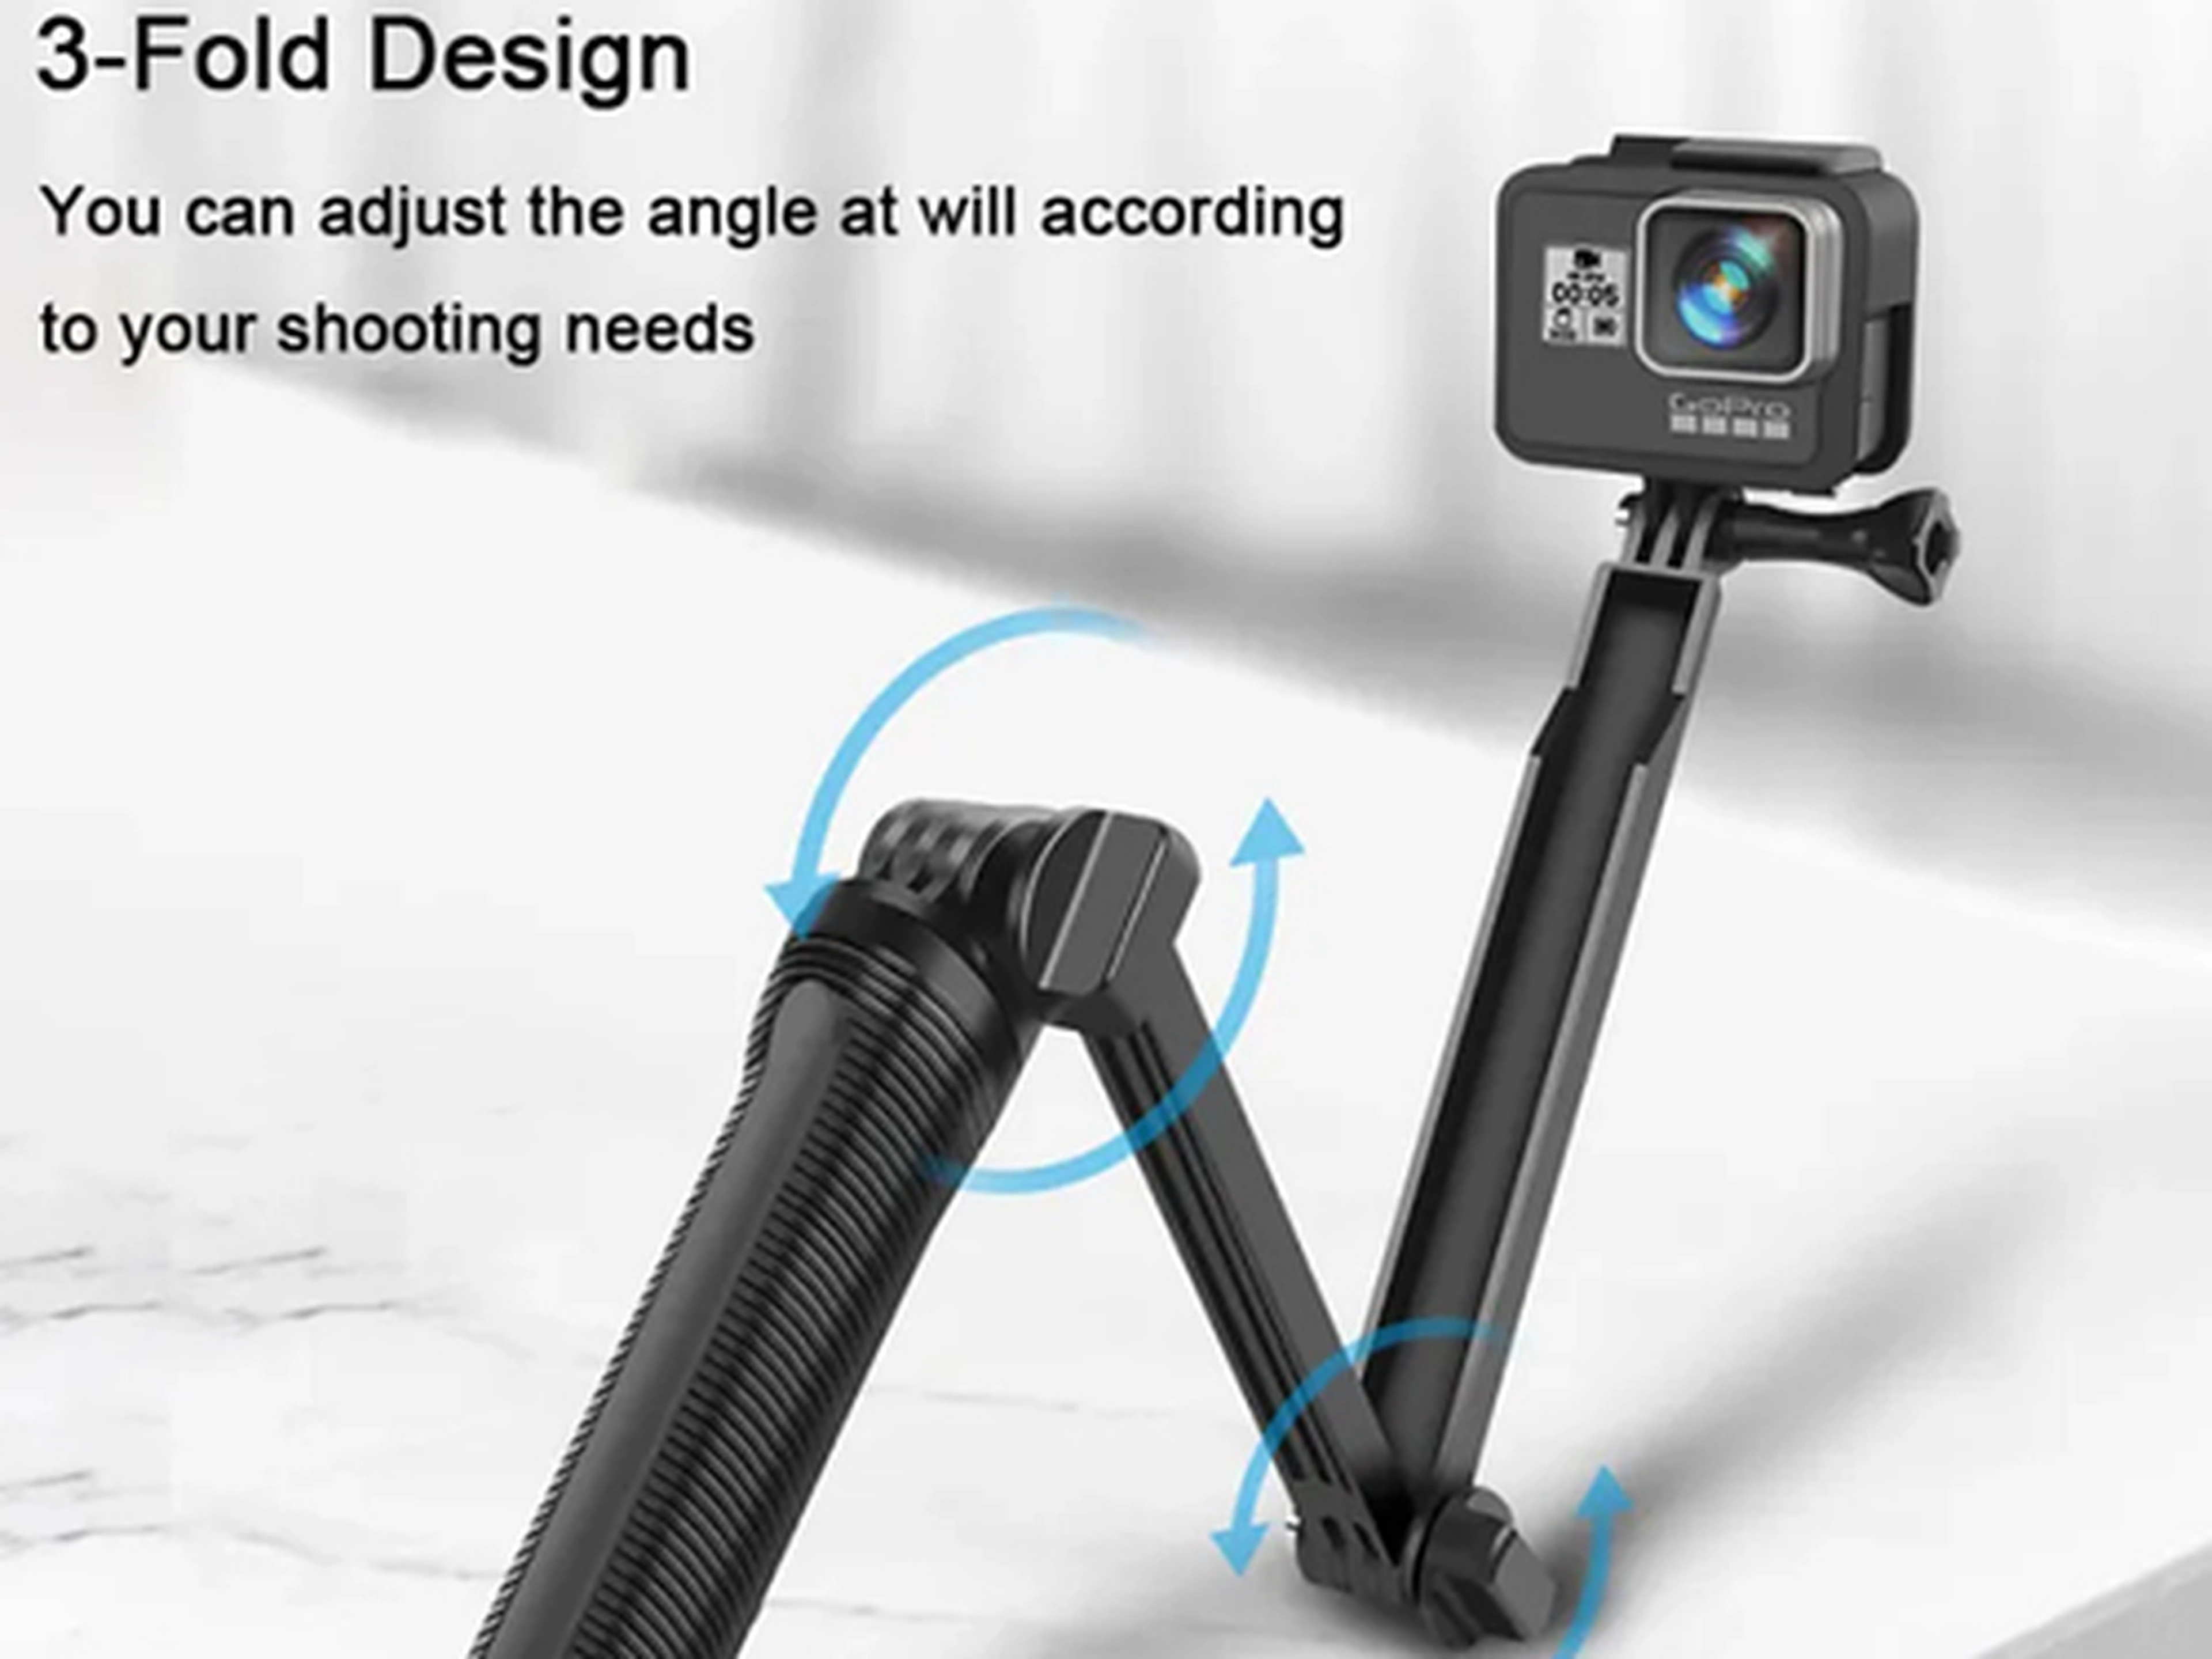 3-Fold Design
You can adjust the angle at will according
to your shooting needs
00:05
GoPro